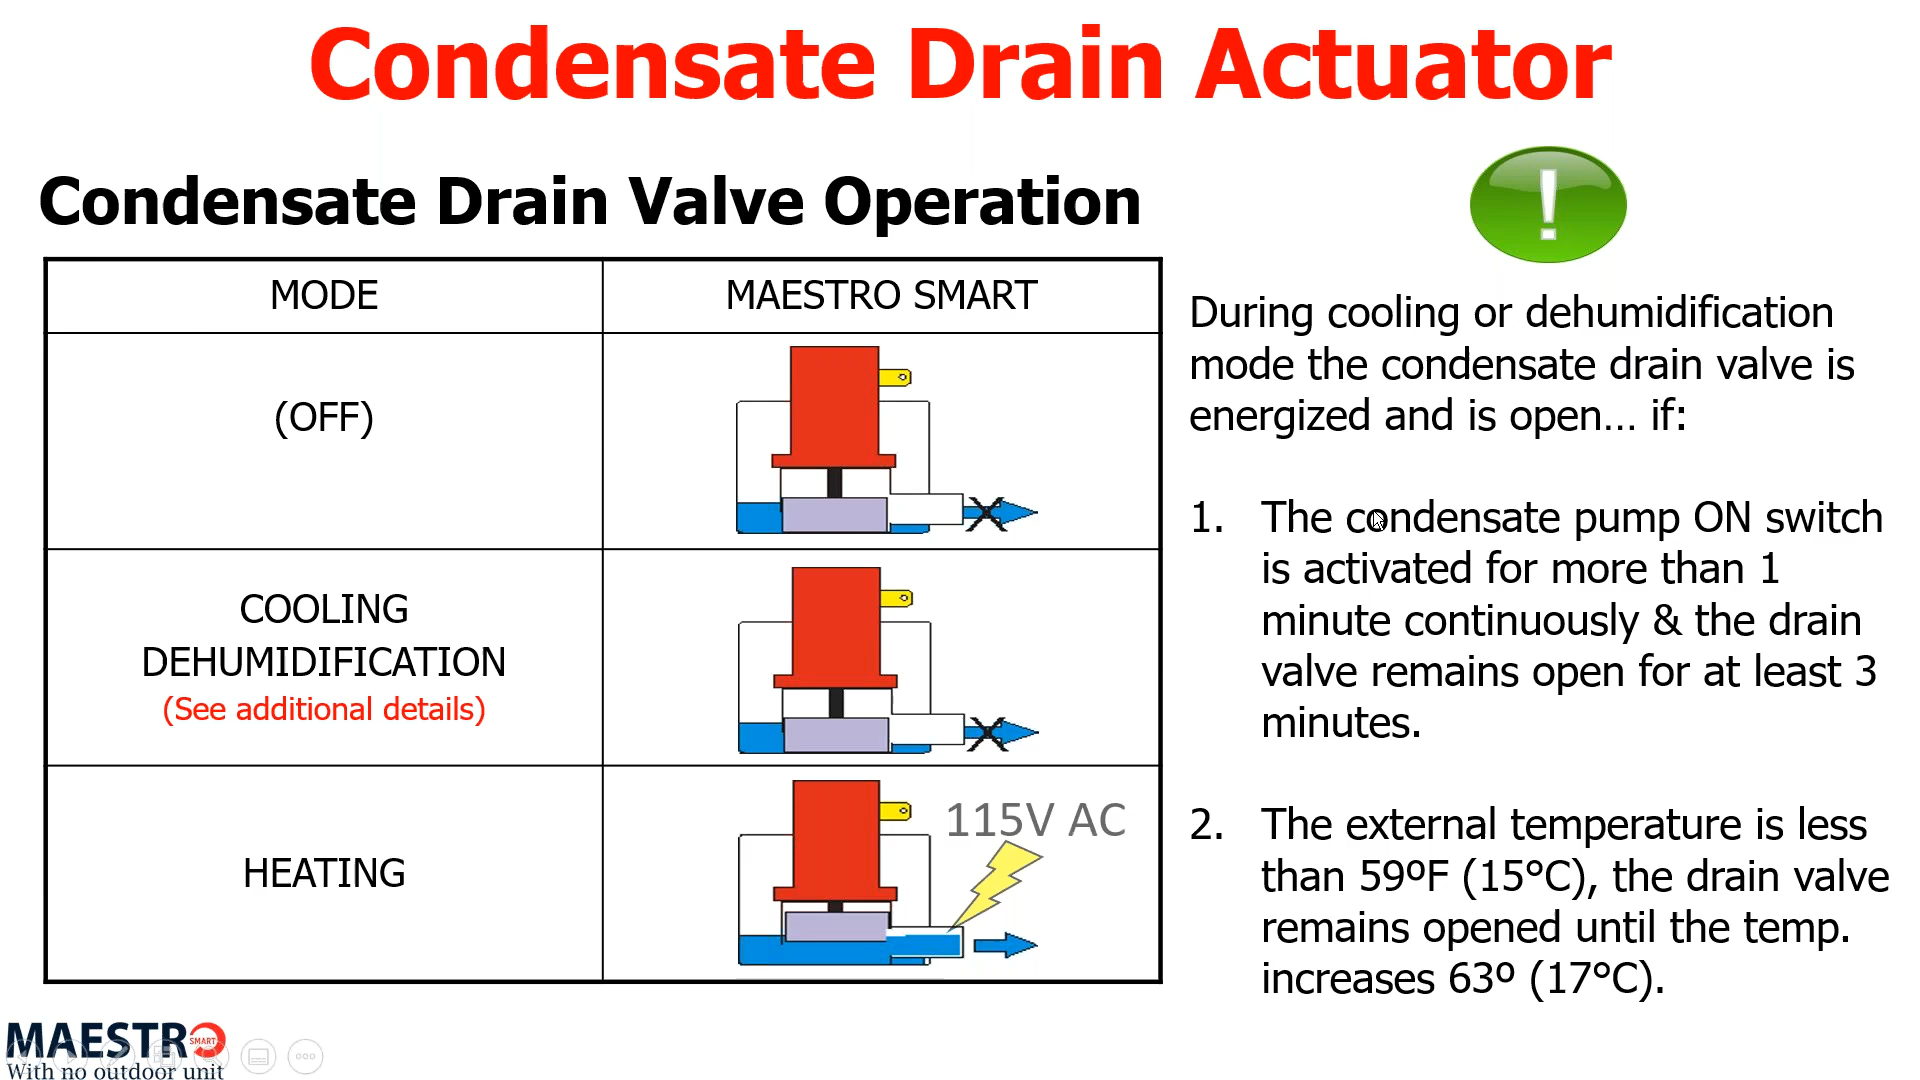 Condensate Drain Actuator
Condensate Drain Valve Operation
MODE
MAESTRO SMART
(OFF)
COOLING
DEHUMIDIFICATION
(See additional details)
HEATING
115V AC
!
During cooling or dehumidification
mode the condensate drain valve is
energized and is open... if:
1. The condensate pump ON switch
is activated for more than 1
minute continuously & the drain
valve remains open for at least 3
minutes.
2. The external temperature is less
than 59ºF (15°C), the drain valve
remains opened until the temp.
increases 63º (17°C).
MAESTRO
SMART
With no outdoor unit